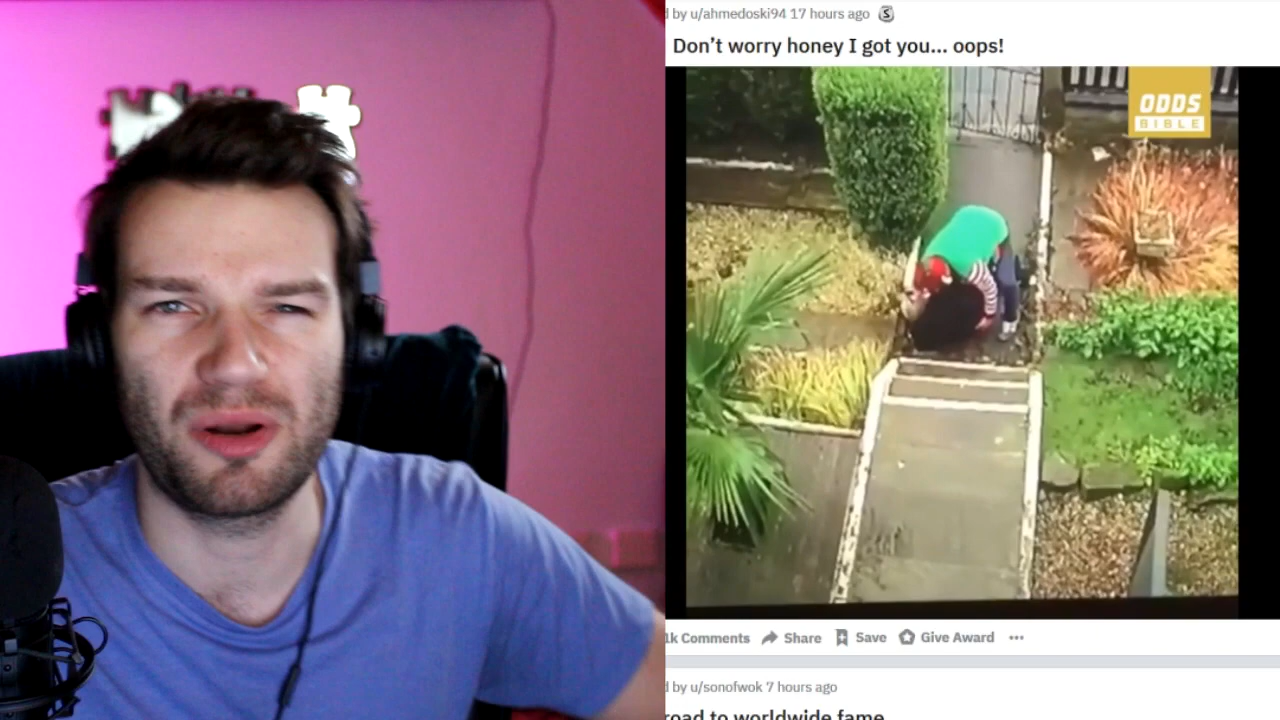 d by u/ahmedoski94 17 hours ago
Don’t worry honey I got you... oops!
ODDS
BIBLE
1k Comments Share Save Give Award
d by u/sonofwok 7 hours ago
road to worldwide fame